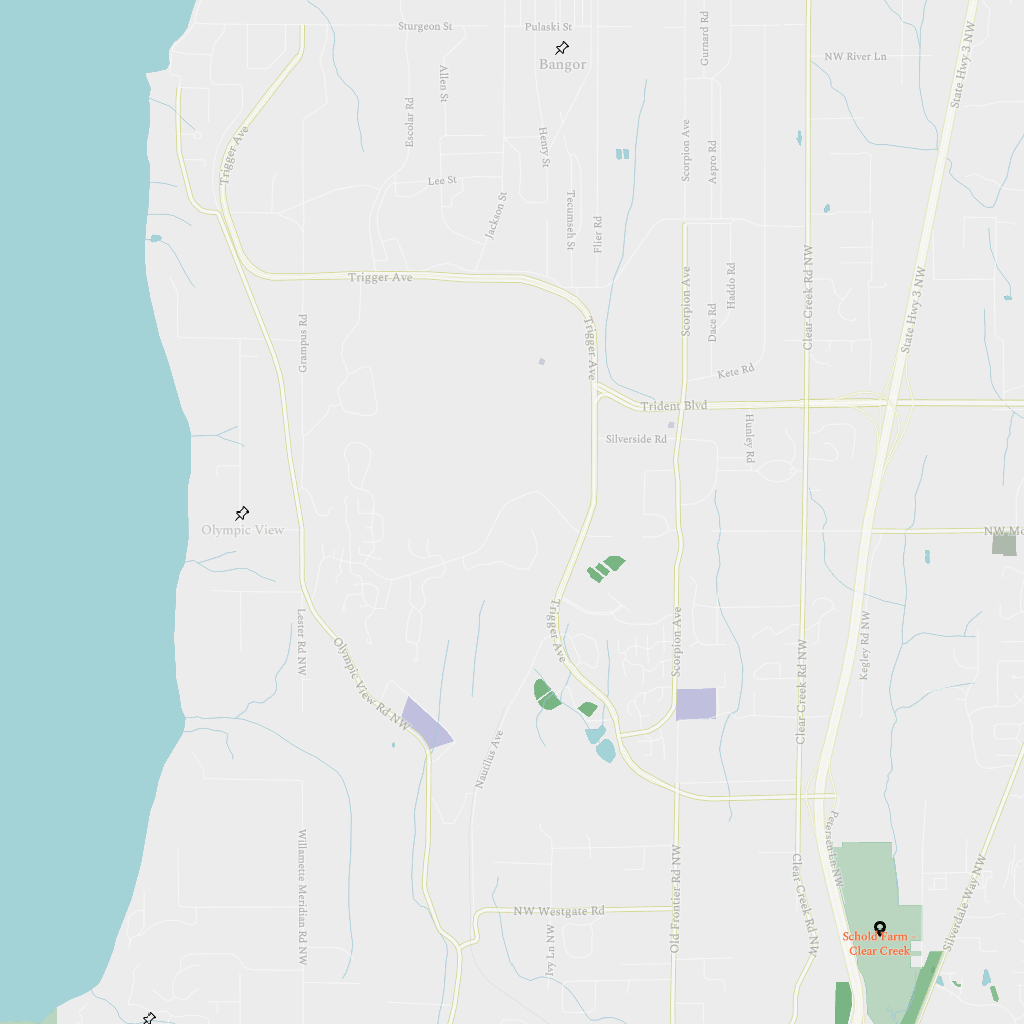 Sturgeon St
Pulaski St
Gurnard Rd
State Hwy 3 NW
NW River Ln
Bangor
Allen St
Escolar Rd
Henry St
Trigger Ave
Scorpion Ave
Aspro Rd
Lee St
Jackson St
Tecumseh St
Flier Rd
Trigger Ave
Scorpion Ave
Haddo Rd
Dace Rd
Clear Creek Rd NW
State Hwy 3 NW
Grampus Rd
Trigger Ave
Kete Rd
Trident Blvd
Silverside Rd
Hunley Rd
Olympic View
NW Mo
Lester Rd NW
Olympic View Rd NW
Trigger Ave
Scorpion Ave
Clear Creek Rd NW
Kegley Rd NW
Nautilus Ave
Willamette Meridian Rd NW
Old Frontier Rd NW
Petersen Ln NW
Clear Creek Rd NW
Silverdale Way NW
NW Westgate Rd
Ivy Ln NW
Schold Farm -
Clear Creek